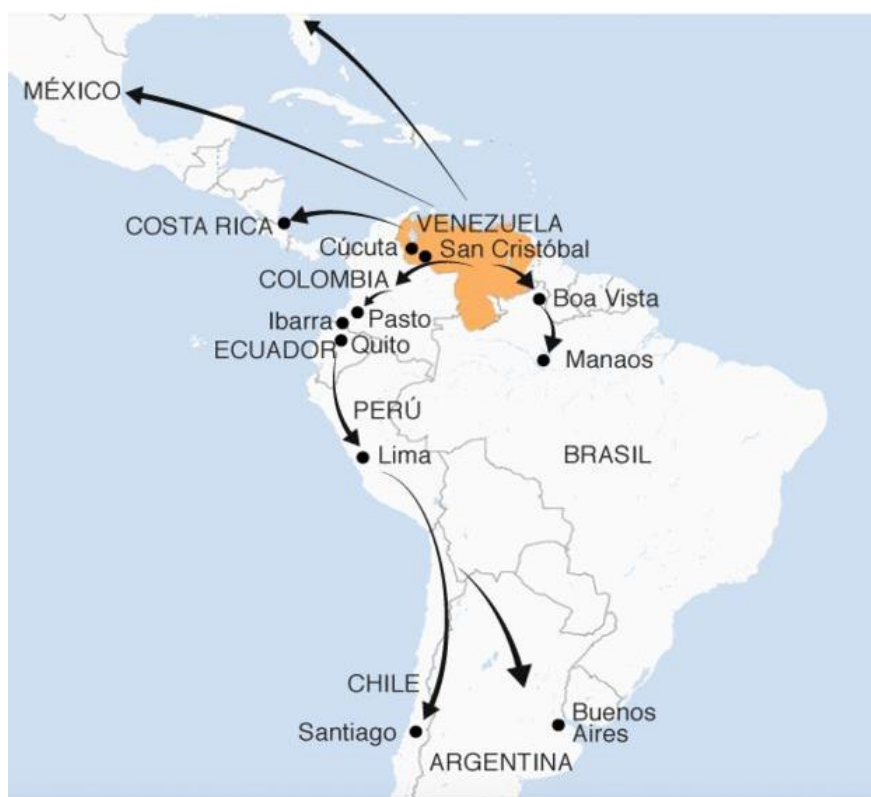 MÉXICO
COSTA RICA
VENEZUELA
Cúcuta
San Cristóbal
COLOMBIA
Boa Vista
Ibarra
Pasto
ECUADOR
Quito
Manaos
PERÚ
Lima
BRASIL
CHILE
Santiago
Buenos
Aires
ARGENTINA